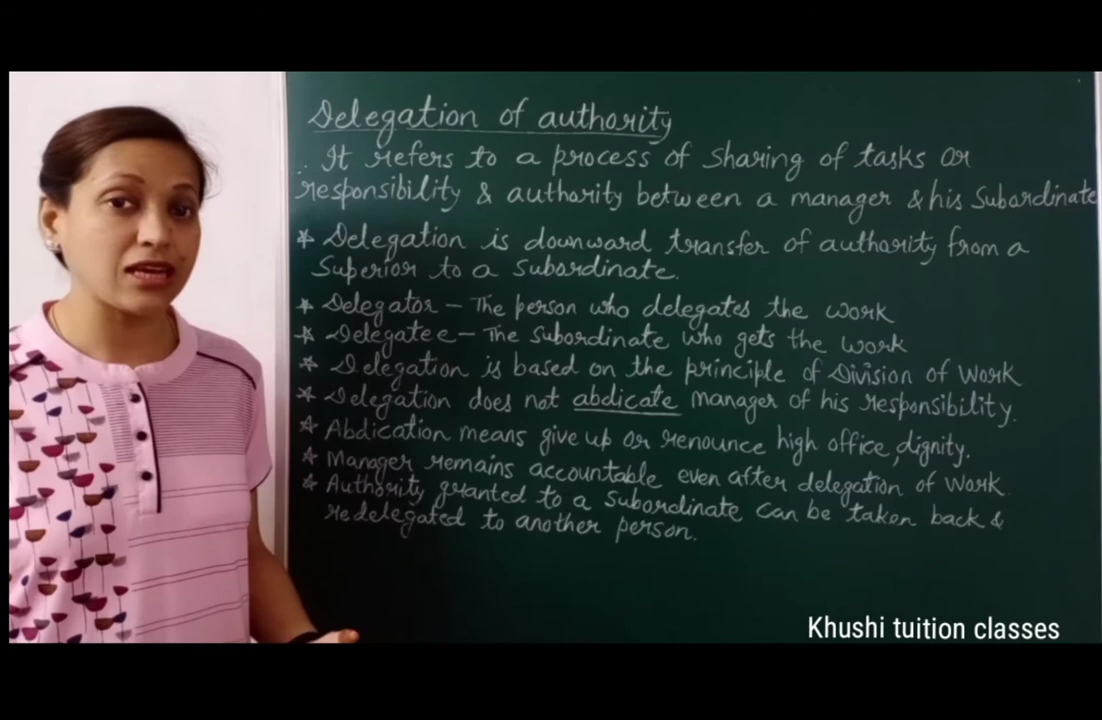 Delegation of authority
It refers to a process of sharing of tasks or
responsibility & authority between a manager & his Subordinate
* Delegation is downward transfer of authority from a
Superior to a subordinate.
* Delegator - The person who delegates the work
* Delegatee - The subordinate who gets the work
* Delegation is based on the principle of Division of Work
* Delegation does not abdicate manager of his responsibility.
* Abdication means give up or renounce high office, dignity.
* Manager remains accountable even after delegation of work.
* Authority granted to a subordinate can be taken back &
redelegated to another person.
Khushi tuition classes